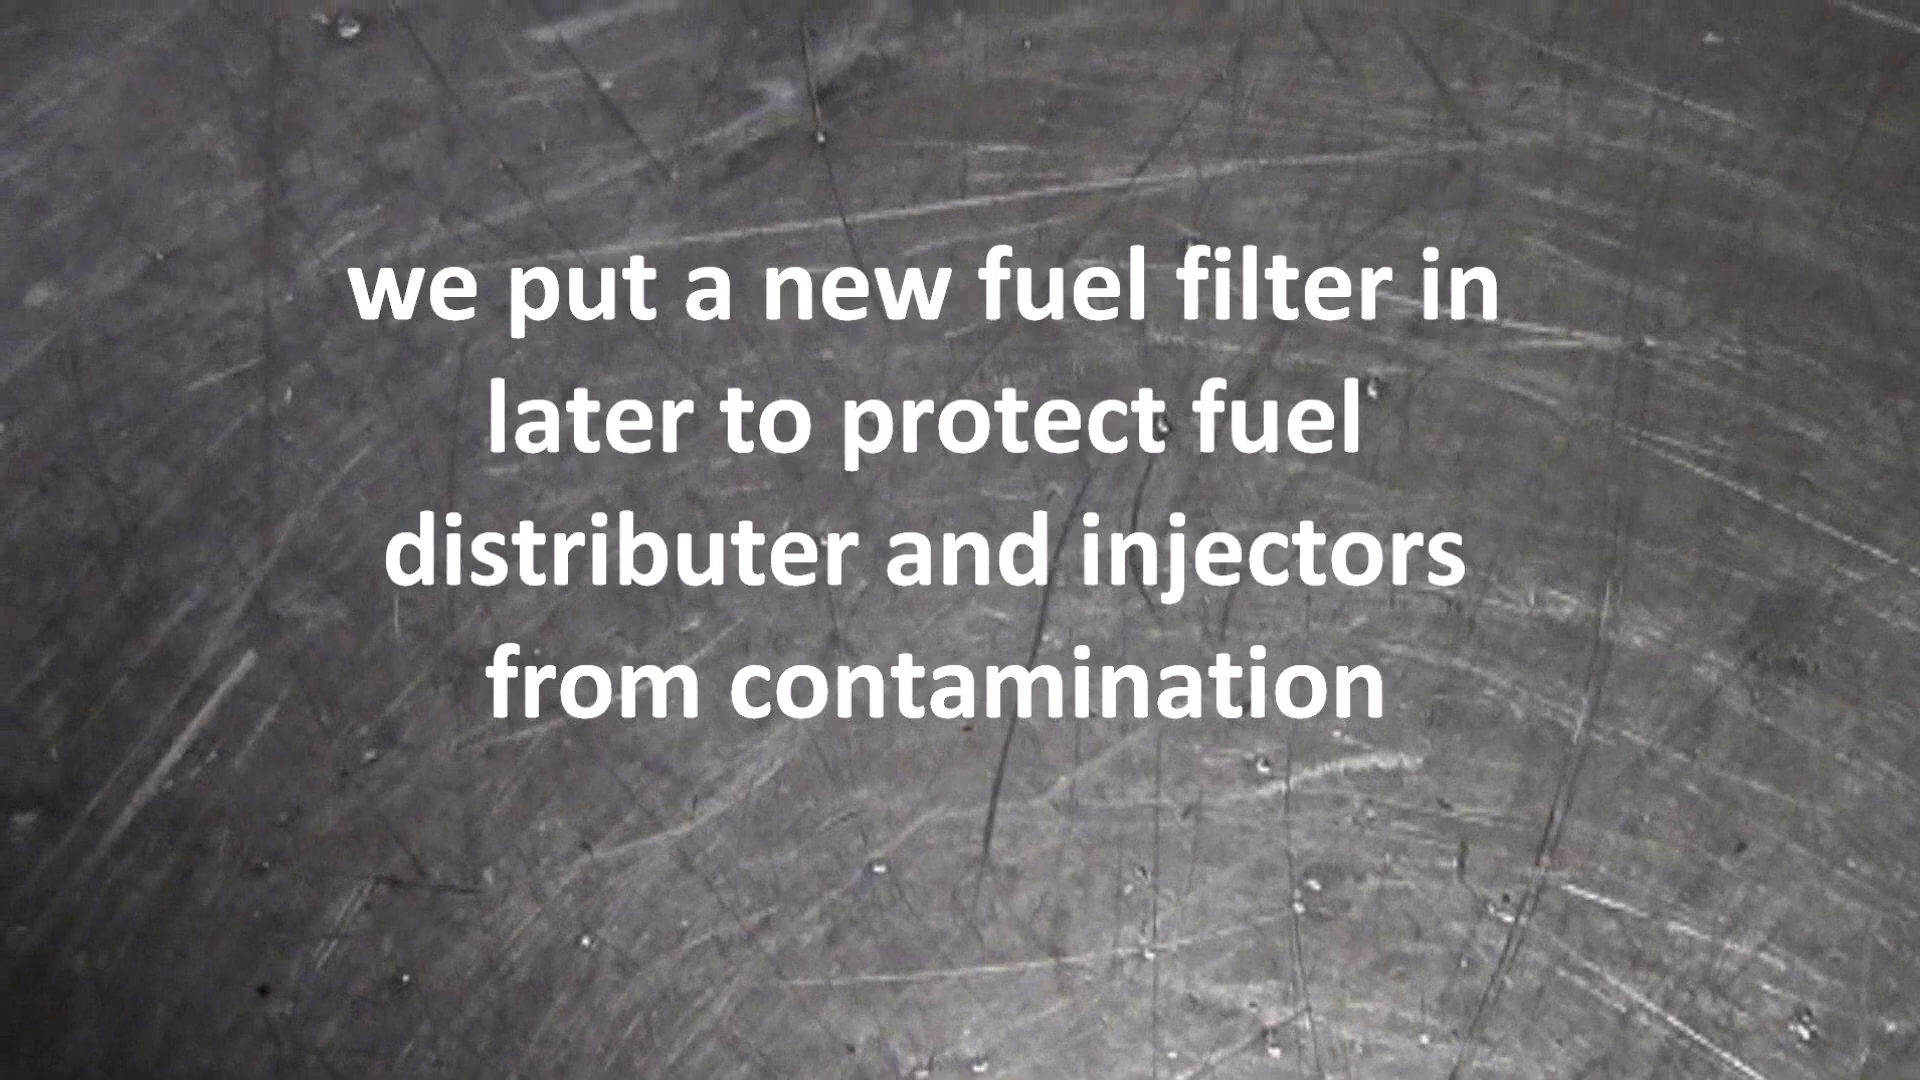 we put a new fuel filter in
later to protect fuel
distributer and injectors
from contamination